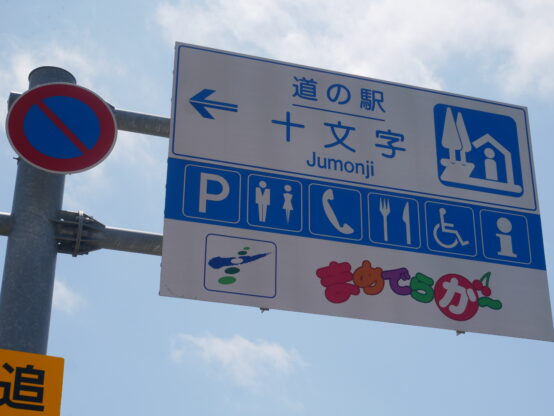 道の駅
十文字
Jumonji
P
i
まめでらが〜
追